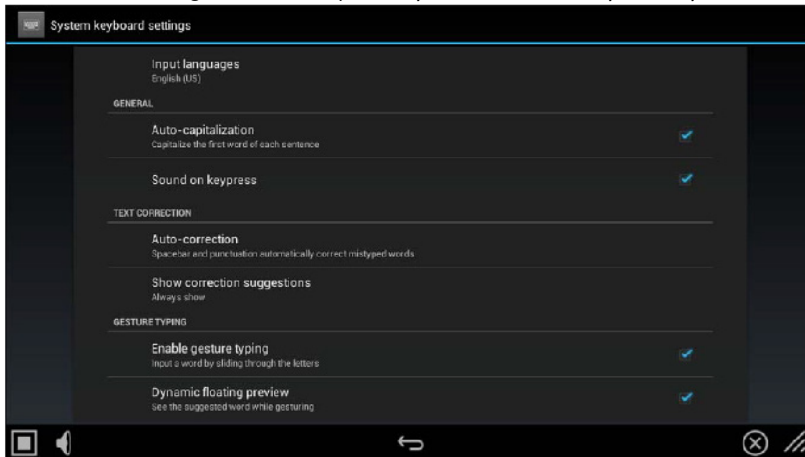 System keyboard settings
Input languages
English (US)
GENERAL
Auto-capitalization
Capitalize the first word of each sentence
Sound on keypress
TEXT CORRECTION
Auto-correction
Spacebar and punctuation automatically correct mistyped words
Show correction suggestions
Always show
GESTURE TYPING
Enable gesture typing
Input a word by sliding through the letters
Dynamic floating preview
See the suggested word while gesturing